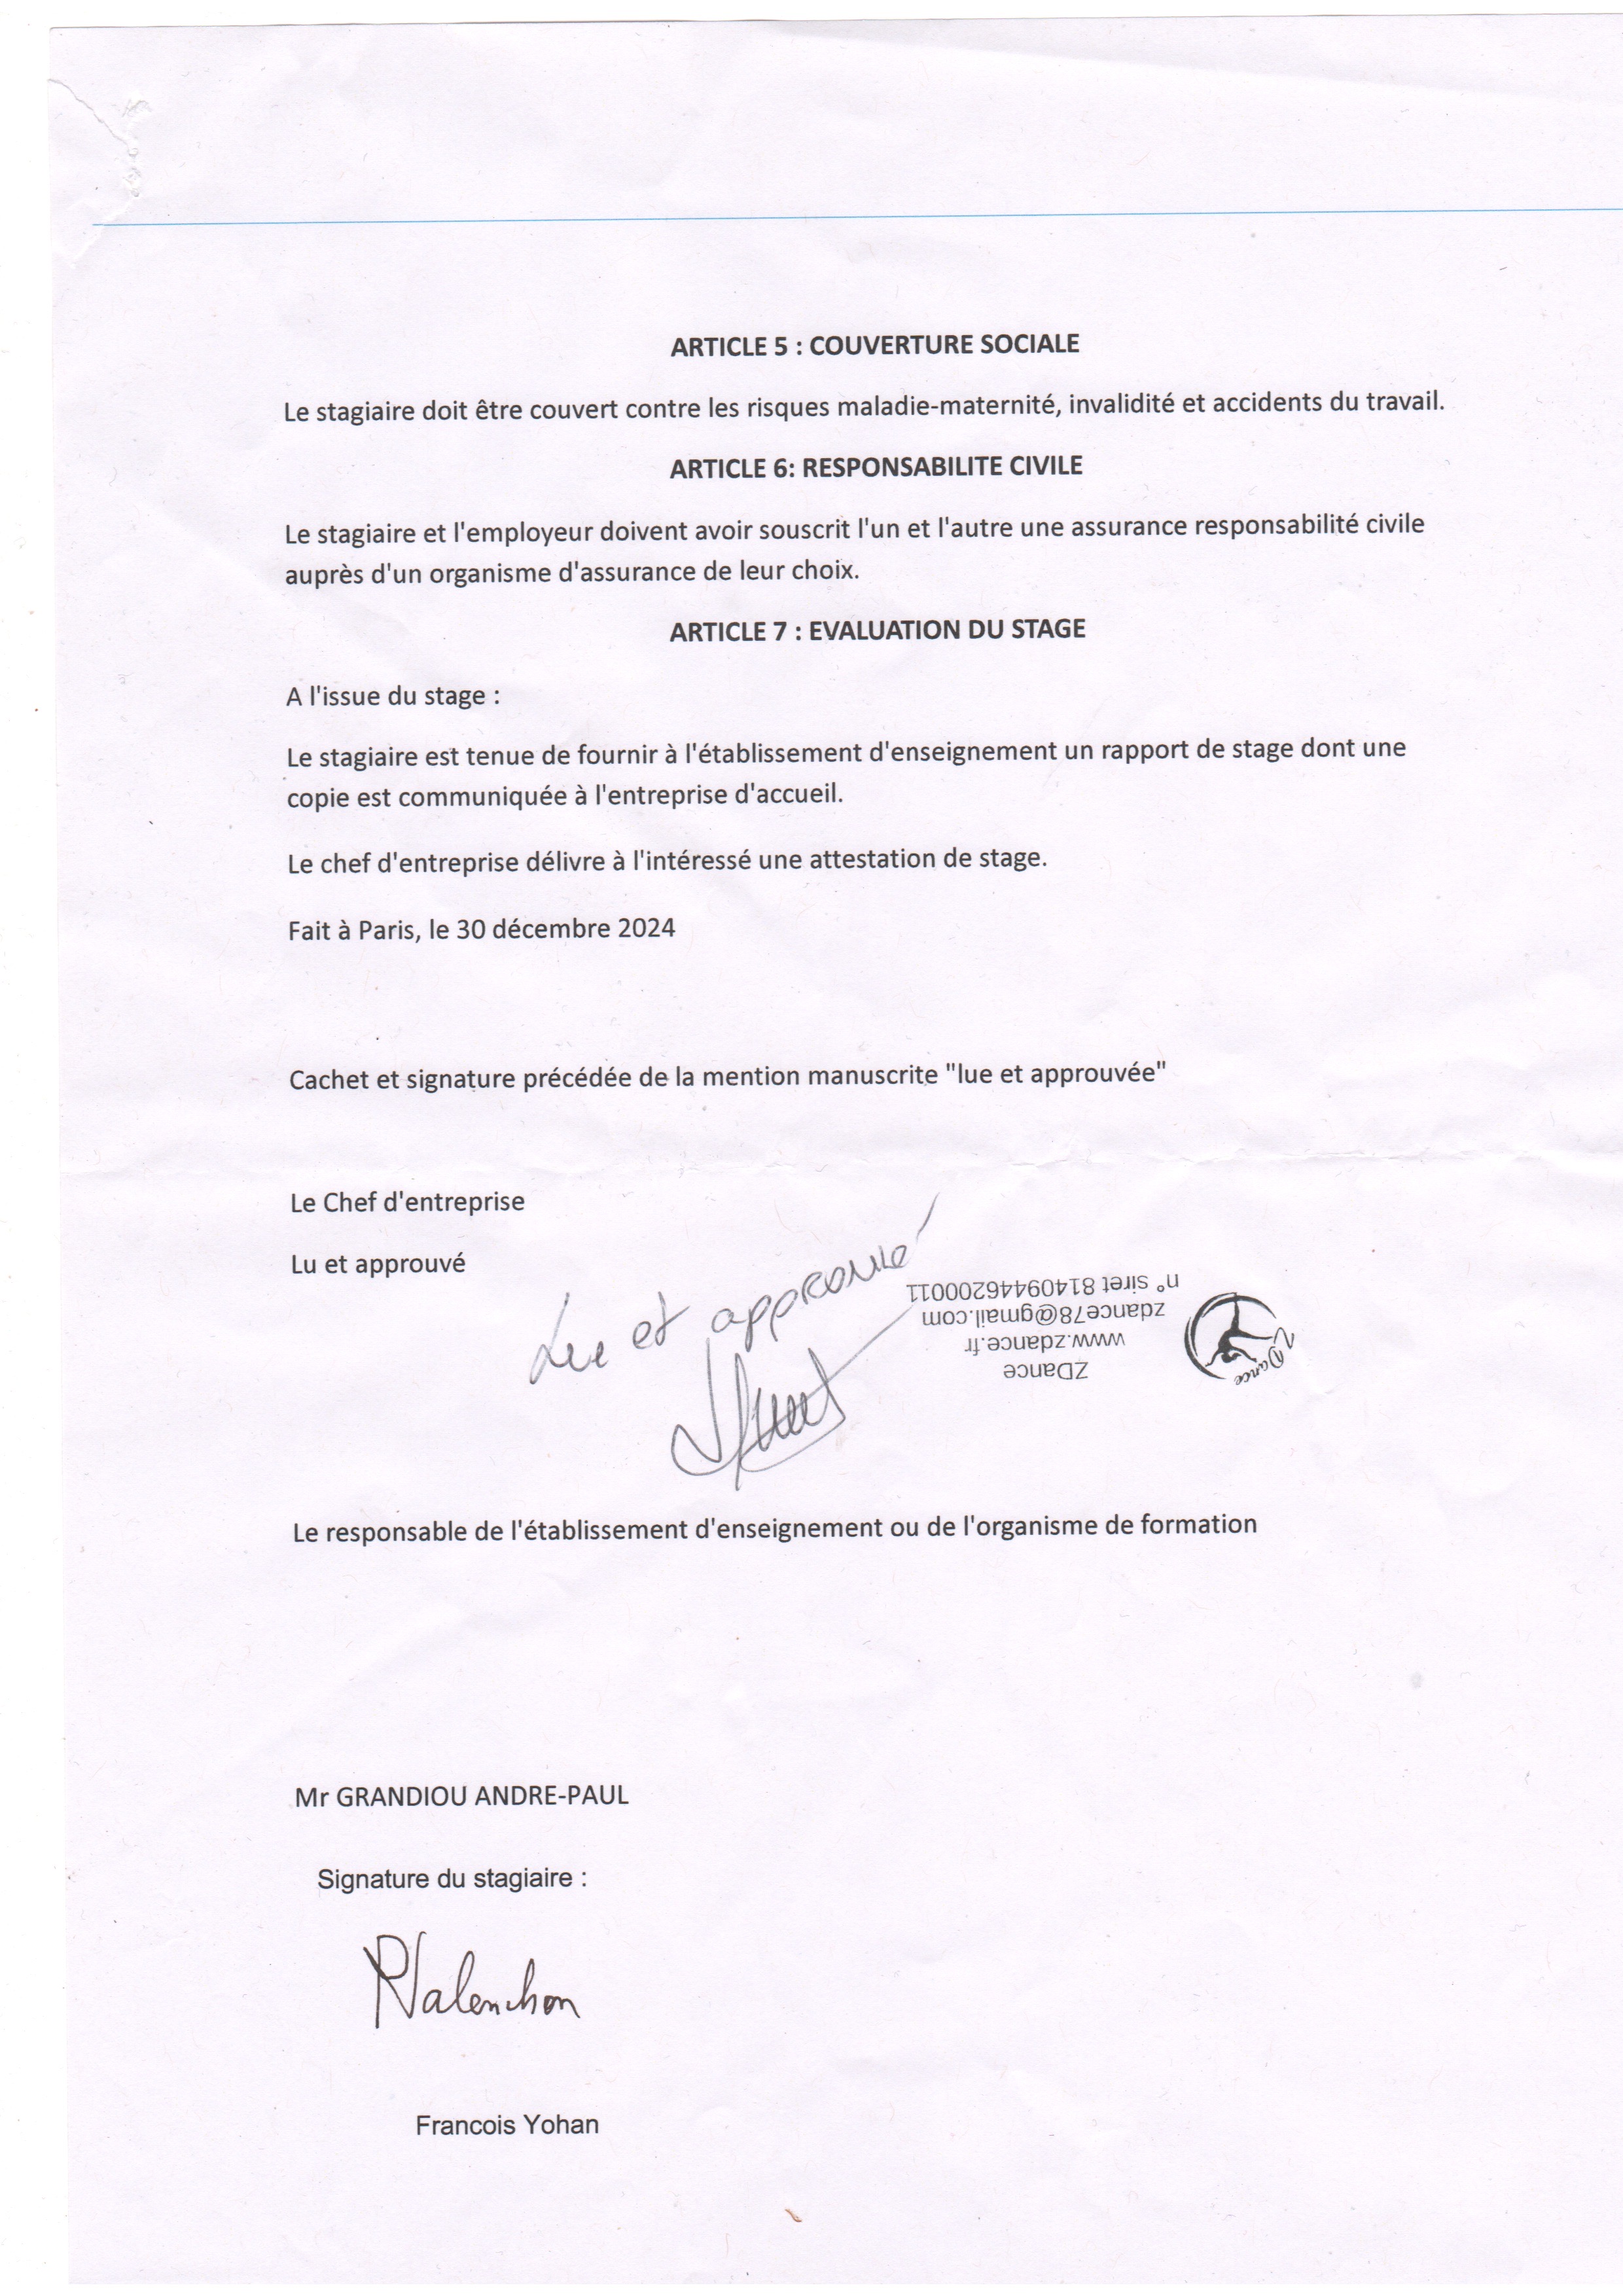 ARTICLE 5 : COUVERTURE SOCIALE
Le stagiaire doit être couvert contre les risques maladie-maternité, invalidité et accidents du travail.
ARTICLE 6: RESPONSABILITE CIVILE
Le stagiaire et l'employeur doivent avoir souscrit l'un et l'autre une assurance responsabilité civile
auprès d'un organisme d'assurance de leur choix.
ARTICLE 7 : EVALUATION DU STAGE
A l'issue du stage :
Le stagiaire est tenue de fournir à l'établissement d'enseignement un rapport de stage dont une
copie est communiquée à l'entreprise d'accueil.
Le chef d'entreprise délivre à l'intéressé une attestation de stage.
Fait à Paris, le 30 décembre 2024
Cachet et signature précédée de la mention manuscrite "lue et approuvée"
Le Chef d'entreprise
Lu et approuvé
Lue et approuvé
ZDance
www.zdance.fr
zdance78@gmail.com
n° siret 81409446200011
Z Dance
Le responsable de l'établissement d'enseignement ou de l'organisme de formation
Mr GRANDIOU ANDRE-PAUL
Signature du stagiaire :
PValenchon
Francois Yohan